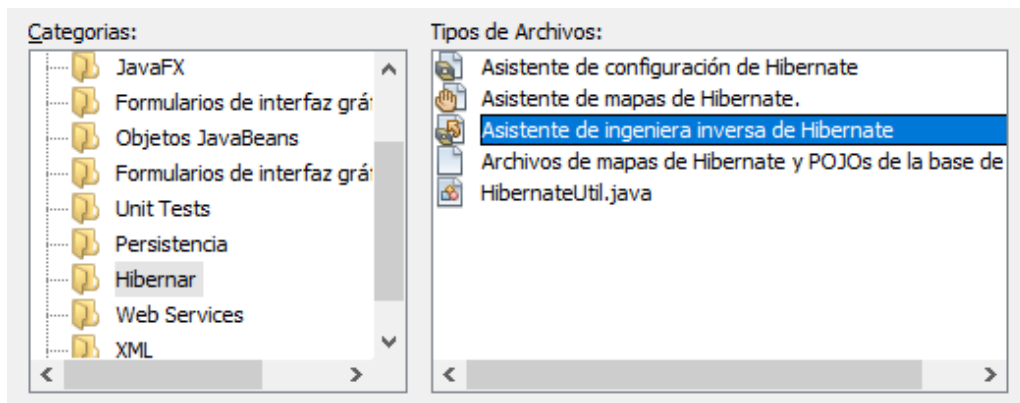 Categorias:
JavaFX
Formularios de interfaz grá
Objetos JavaBeans
Formularios de interfaz grá
Unit Tests
Persistencia
Hibernar
Web Services
XML
Tipos de Archivos:
Asistente de configuración de Hibernate
Asistente de mapas de Hibernate.
Asistente de ingeniera inversa de Hibernate
Archivos de mapas de Hibernate y POJOs de la base de
HibernateUtil.java